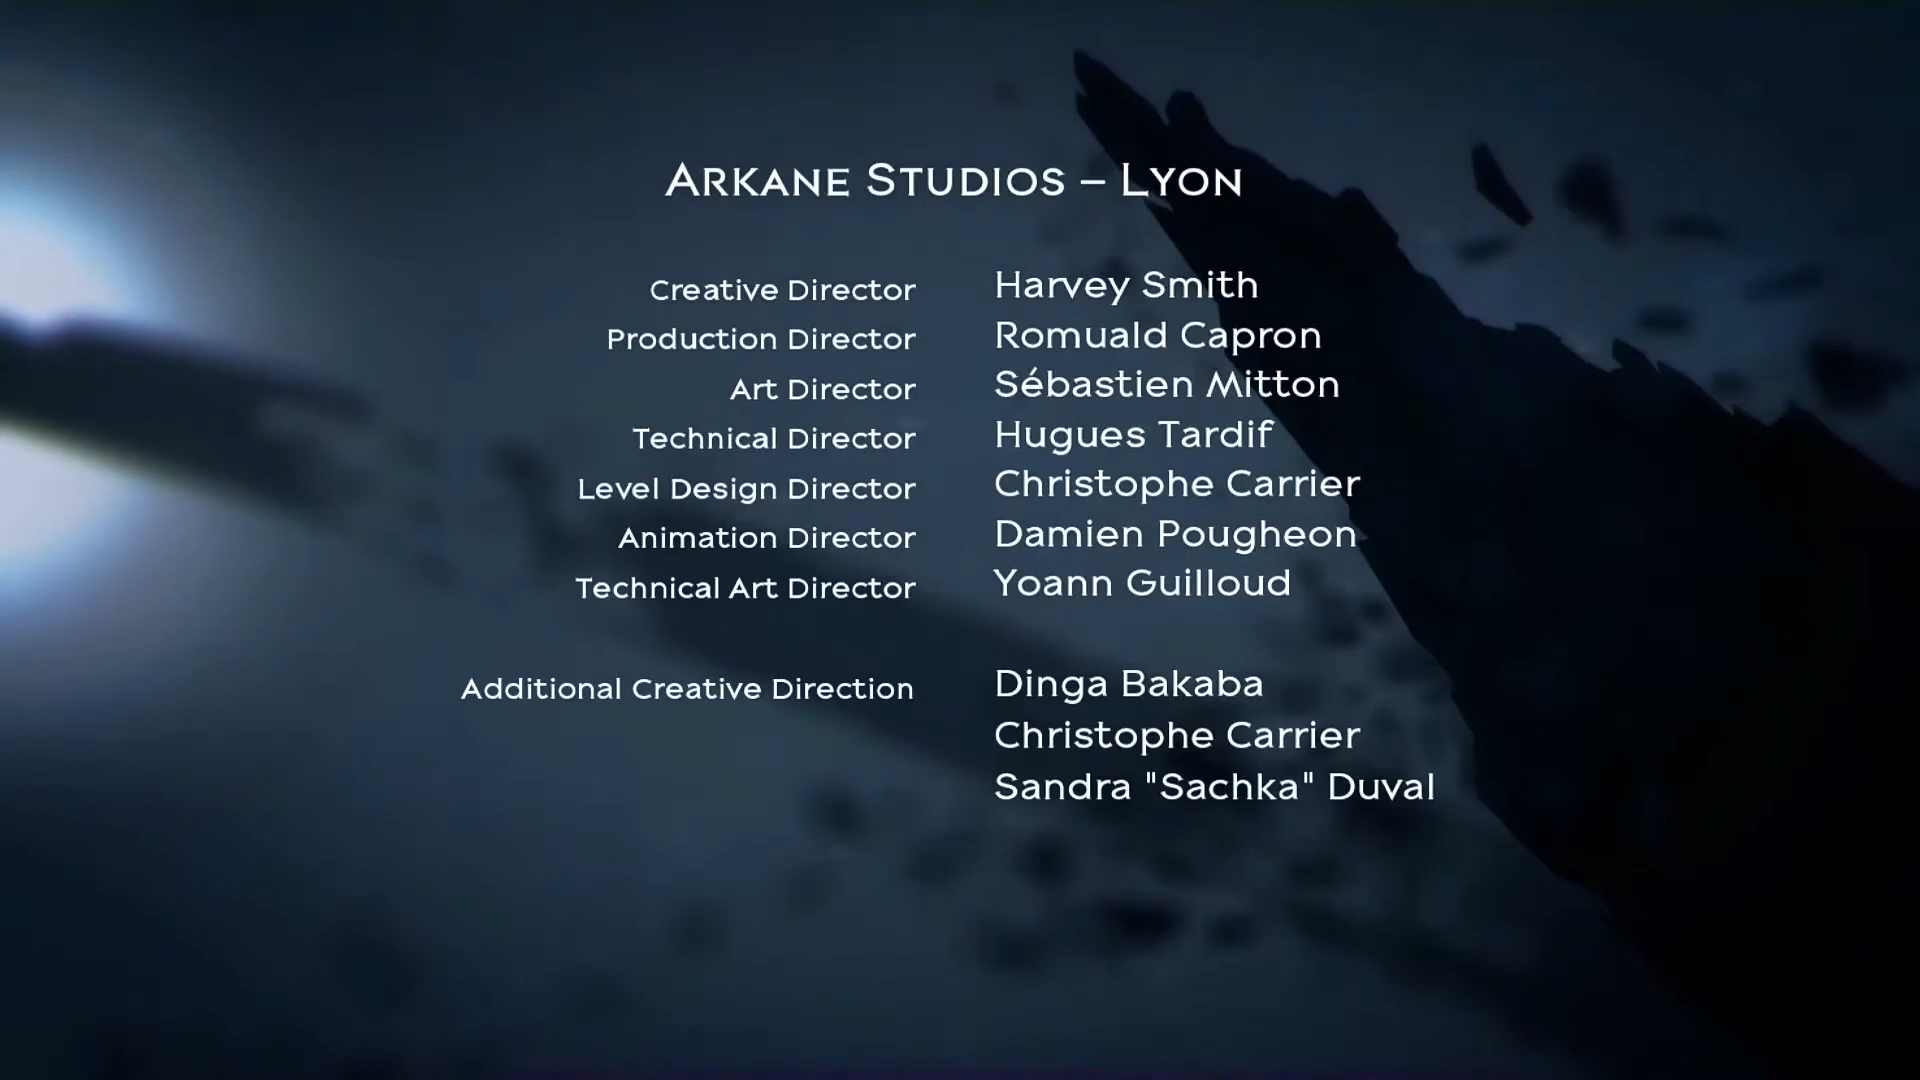 Arkane Studios – Lyon
Creative Director Harvey Smith
Production Director Romuald Capron
Art Director Sébastien Mitton
Technical Director Hugues Tardif
Level Design Director Christophe Carrier
Animation Director Damien Pougheon
Technical Art Director Yoann Guilloud
Additional Creative Direction Dinga Bakaba
Christophe Carrier
Sandra "Sachka" Duval